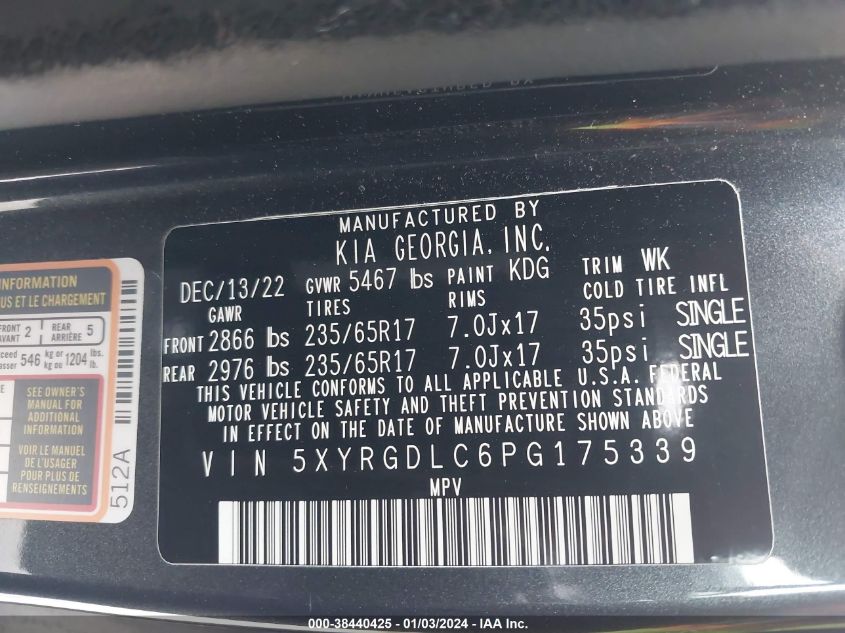 MANUFACTURED BY
KIA GEORGIA, INC.
DEC/13/22 GVWR 5467 lbs PAINT KDG TRIM WK
GAWR TIRES RIMS COLD TIRE INFL
FRONT 2866 lbs 235/65R17 7.0Jx17 35psi SINGLE
REAR 2976 lbs 235/65R17 7.0Jx17 35psi SINGLE
THIS VEHICLE CONFORMS TO ALL APPLICABLE U.S.A. FEDERAL
MOTOR VEHICLE SAFETY AND THEFT PREVENTION STANDARDS
IN EFFECT ON THE DATE OF MANUFACTURE SHOWN ABOVE
VIN 5XYRGDLC6PG175339
MPV
INFORMATION
US ET LE CHARGEMENT
FRONT 2 REAR 5
AVANT ARRIÈRE
546 kg or 1204 lbs.
kg ou lb.
SEE OWNER'S
MANUAL FOR
ADDITIONAL
INFORMATION
VOIR LE MANUEL
DE L'USAGER
POUR PLUS DE
RENSEIGNEMENTS
512A
000-38440425 - 01/03/2024 - IAA Inc.